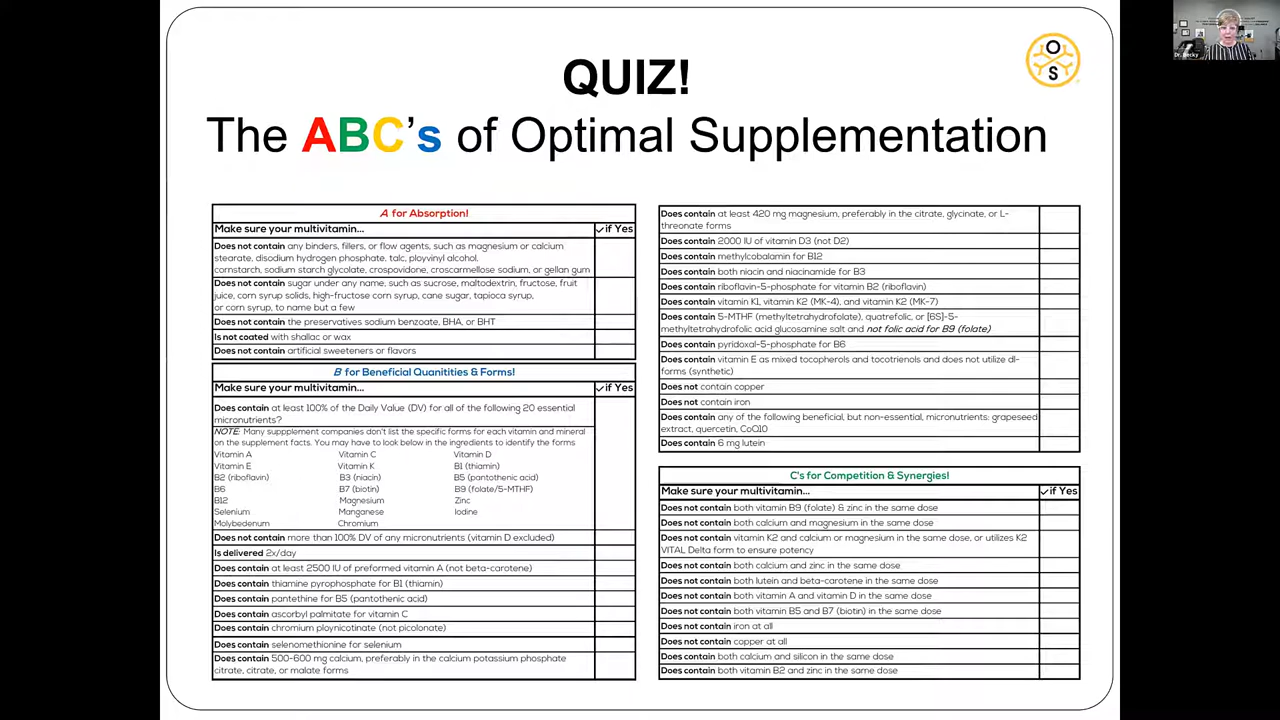 QUIZ!
The ABC's of Optimal Supplementation
O
S
Dr. Becky
A for Absorption!
Make sure your multivitamin...
✓if Yes
Does not contain any binders, fillers, or flow agents, such as magnesium or calcium
stearate, disodium hydrogen phosphate, talc, ployvinyl alcohol.
cornstarch, sodium starch glycolate, crospovidone, croscarmellose sodium, or gellan gum
Does not contain sugar under any name, such as sucrose, maltodextrin, fructose, fruit
juice, corn syrup solids, high-fructose corn syrup, cane sugar, tapioca syrup,
or corn syrup, to name but a few
Does not contain the preservatives sodium benzoate, BHA, or BHT
Is not coated with shallac or wax
Does not contain artificial sweeteners or flavors
B for Beneficial Quanitities & Forms!
Make sure your multivitamin...
✓if Yes
Does contain at least 100% of the Daily Value (DV) for all of the following 20 essential
micronutrients?
NOTE: Many suppplement companies don't list the specific forms for each vitamin and mineral
on the supplement facts. You may have to look below in the ingredients to identify the forms
Vitamin A Vitamin C Vitamin D
Vitamin E Vitamin K B1 (thiamin)
B2 (riboflavin) B3 (niacin) B5 (pantothenic acid)
B6 B7 (biotin) B9 (folate/5-MTHF)
B12 Magnesium Zinc
Selenium Manganese Iodine
Molybedenum Chromium
Does not contain more than 100% DV of any micronutrients (vitamin D excluded)
Is delivered 2x/day
Does contain at least 2500 IU of preformed vitamin A (not beta-carotene)
Does contain thiamine pyrophosphate for B1 (thiamin)
Does contain pantethine for B5 (pantothenic acid)
Does contain ascorbyl palmitate for vitamin C
Does contain chromium ploynicotinate (not picolonate)
Does contain selenomethionine for selenium
Does contain 500-600 mg calcium, preferably in the calcium potassium phosphate
citrate, citrate, or malate forms
Does contain at least 420 mg magnesium, preferably in the citrate, glycinate, or L-
threonate forms
Does contain 2000 IU of vitamin D3 (not D2)
Does contain methylcobalamin for B12
Does contain both niacin and niacinamide for B3
Does contain riboflavin-5-phosphate for vitamin B2 (riboflavin)
Does contain vitamin K1, vitamin K2 (MK-4), and vitamin K2 (MK-7)
Does contain 5-MTHF (methyltetrahydrofolate), quatrefolic, or [6S]-5-
methyltetrahydrofolic acid glucosamine salt and not folic acid for B9 (folate)
Does contain pyridoxal-5-phosphate for B6
Does contain vitamin E as mixed tocopherols and tocotrienols and does not utilize dl-
forms (synthetic)
Does not contain copper
Does not contain iron
Does contain any of the following beneficial, but non-essential, micronutrients: grapeseed
extract, quercetin, CoQ10
Does contain 6 mg lutein
C's for Competition & Synergies!
Make sure your multivitamin...
✓if Yes
Does not contain both vitamin B9 (folate) & zinc in the same dose
Does not contain both calcium and magnesium in the same dose
Does not contain vitamin K2 and calcium or magnesium in the same dose, or utilizes K2
VITAL Delta form to ensure potency
Does not contain both calcium and zinc in the same dose
Does not contain both lutein and beta-carotene in the same dose
Does not contain both vitamin A and vitamin D in the same dose
Does not contain both vitamin B5 and B7 (biotin) in the same dose
Does not contain iron at all
Does not contain copper at all
Does contain both calcium and silicon in the same dose
Does contain both vitamin B2 and zinc in the same dose